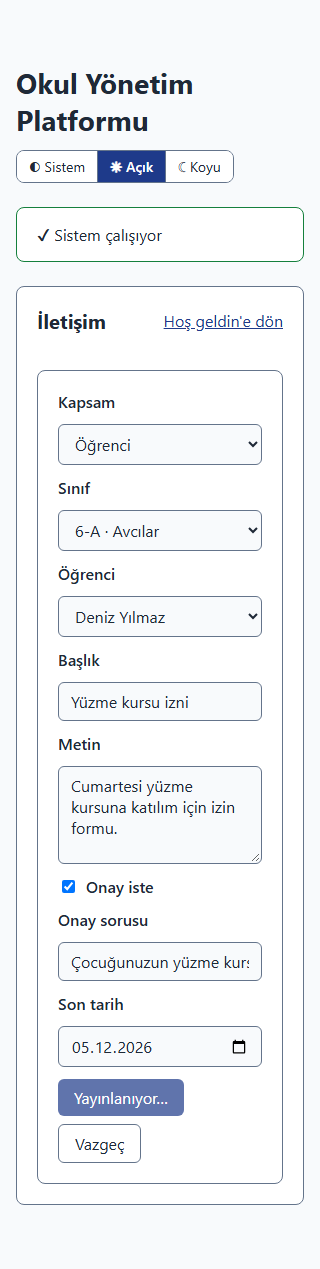 Okul Yönetim
Platformu
Sistem
Açık
Koyu
✓ Sistem çalışıyor
İletişim
Hoş geldin'e dön
Kapsam
Öğrenci
Sınıf
6-A · Avcılar
Öğrenci
Deniz Yılmaz
Başlık
Yüzme kursu izni
Metin
Cumartesi yüzme
kursuna katılım için izin
formu.
Onay iste
Onay sorusu
Çocuğunuzun yüzme kurs
Son tarih
05.12.2026
Yayınlanıyor...
Vazgeç